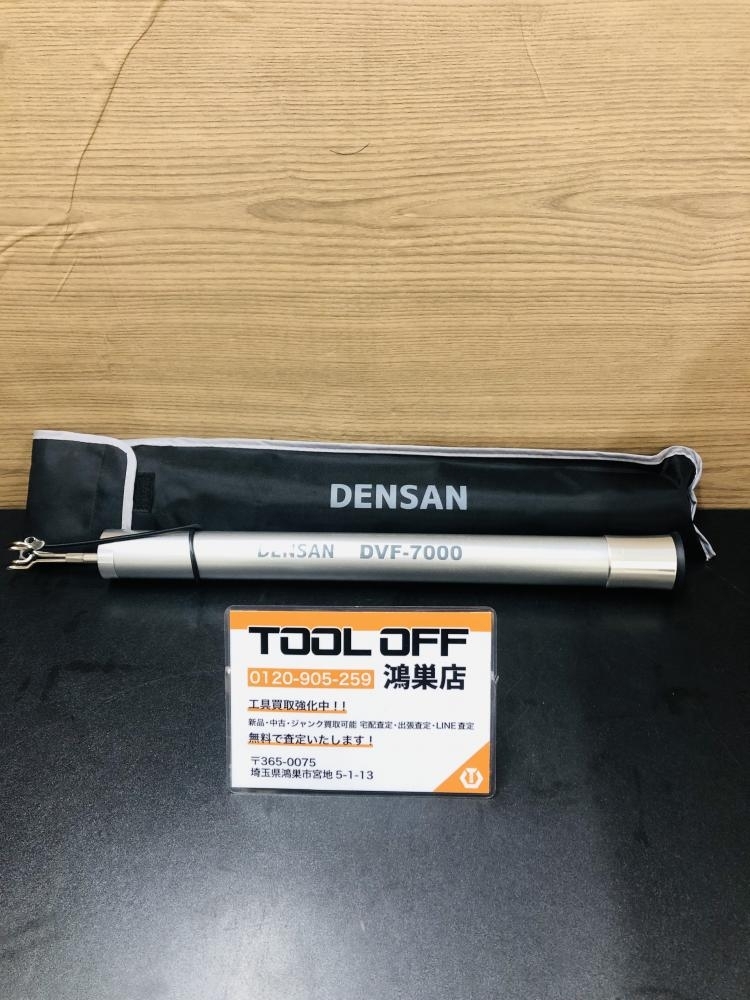 DENSAN
DENSAN DVF-7000
TOOL OFF
0120-905-259 鴻巣店
工具買取強化中！！
新品・中古・ジャンク買取可能 宅配査定・出張査定・LINE査定
無料で査定いたします！
〒365-0075
埼玉県鴻巣市宮地 5-1-13